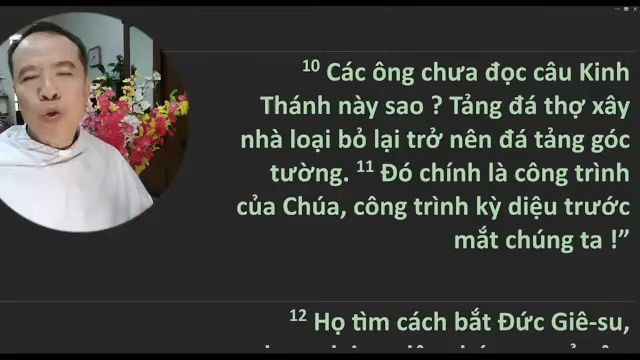 10 Các ông chưa đọc câu Kinh
Thánh này sao ? Tảng đá thợ xây
nhà loại bỏ lại trở nên đá tảng góc
tường. 11 Đó chính là công trình
của Chúa, công trình kỳ diệu trước
mắt chúng ta !”
12 Họ tìm cách bắt Đức Giê-su,